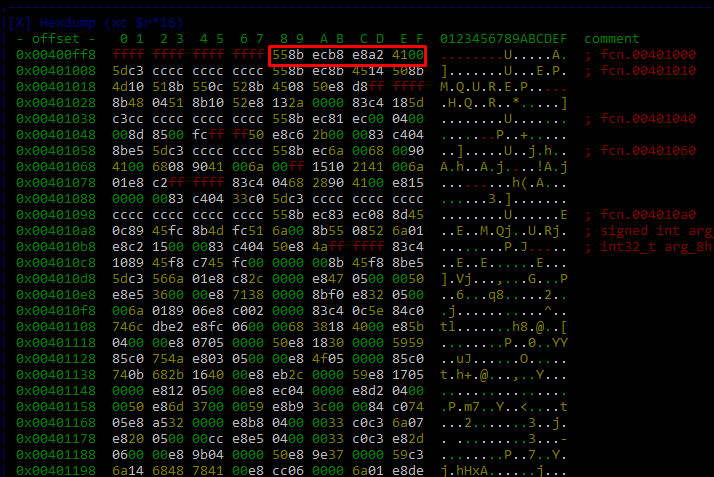 [X] Hexdump (xc $r*16)
- offset -   0 1  2 3  4 5  6 7  8 9  A B  C D  E F  0123456789ABCDEF  comment
0x00400ff8  ffff ffff ffff ffff 558b ecb8 e8a2 4100  ........U.....A.  ; fcn.00401000
0x00401008  5dc3 cccc cccc cccc 558b ec8b 4514 508b  ].......U...E.P.  ; fcn.00401010
0x00401018  4d10 518b 550c 528b 4508 50e8 d8ff ffff  M.Q.U.R.E.P.....
0x00401028  8b48 0451 8b10 52e8 132a 0000 83c4 185d  .H.Q..R..*.....]
0x00401038  c3cc cccc cccc cccc 558b ec81 ec00 0400  ........U.......  ; fcn.00401040
0x00401048  008d 8500 fcff ff50 e8c6 2b00 0083 c404  .......P..+.....
0x00401058  8be5 5dc3 cccc cccc 558b ec6a 0068 0090  ..].....U..j.h..  ; fcn.00401060
0x00401068  4100 6808 9041 006a 00ff 1510 2141 006a  A.h..A.j....!A.j
0x00401078  01e8 c2ff ffff 83c4 0468 2890 4100 e815  .........h(.A...
0x00401088  0000 0083 c404 33c0 5dc3 cccc cccc cccc  ......3.].......
0x00401098  cccc cccc cccc cccc 558b ec83 ec08 8d45  ........U......E  ; fcn.004010a0
0x004010a8  0c89 45fc 8b4d fc51 6a00 8b55 0852 6a01  ..E..M.Qj..U.Rj.  ; signed int arg
0x004010b8  e8c2 1500 0083 c404 50e8 4aff ffff 83c4  ........P.J.....  ; int32_t arg_8h
0x004010c8  1089 45f8 c745 fc00 0000 008b 45f8 8be5  ..E..E......E...
0x004010d8  5dc3 566a 01e8 c82c 0000 e847 0500 0050  ].Vj...,...G...P
0x004010e8  e8e5 3600 00e8 7138 0000 8bf0 e832 0500  ..6...q8.....2..
0x004010f8  006a 0189 06e8 c002 0000 83c4 0c5e 84c0  .j...........^..
0x00401108  746c dbe2 e8fc 0600 0068 3818 4000 e85b  tl.......h8.@..[
0x00401118  0400 00e8 0705 0000 50e8 1830 0000 5959  ........P..0..YY
0x00401128  85c0 754a e803 0500 00e8 4f05 0000 85c0  ..uJ......O.....
0x00401138  740b 682b 1640 00e8 eb2c 0000 59e8 1705  t.h+.@...,..Y...
0x00401148  0000 e812 0500 00e8 ec04 0000 e8d2 0400  ................
0x00401158  0050 e86d 3700 0059 e8b9 3c00 0084 c074  .P.m7..Y..<....t
0x00401168  05e8 a532 0000 e8b8 0400 0033 c0c3 6a07  ...2.......3..j.
0x00401178  e820 0500 00cc e8e5 0400 0033 c0c3 e82d  . .........3...-
0x00401188  0600 00e8 9b04 0000 50e8 9e37 0000 59c3  ........P..7..Y.
0x00401198  6a14 6848 7841 00e8 cc06 0000 6a01 e8de  j.hHxA......j...